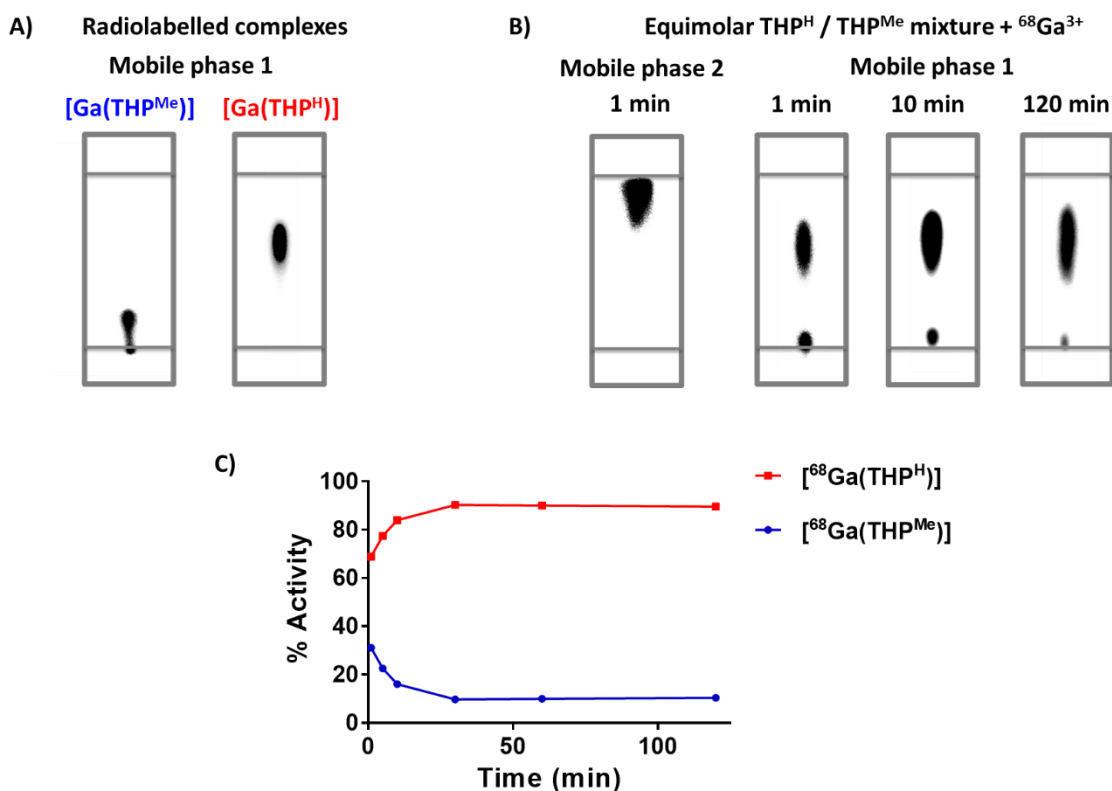 A) Radiolabelled complexes
Mobile phase 1
[Ga(THPᴹᵉ)] [Ga(THPᴴ)]
B) Equimolar THPᴴ / THPᴹᵉ mixture + ⁶⁸Ga³⁺
Mobile phase 2 Mobile phase 1
1 min 1 min 10 min 120 min
C)
100
80
60
40
20
0
% Activity
0 50 100
Time (min)
[⁶⁸Ga(THPᴴ)]
[⁶⁸Ga(THPᴹᵉ)]